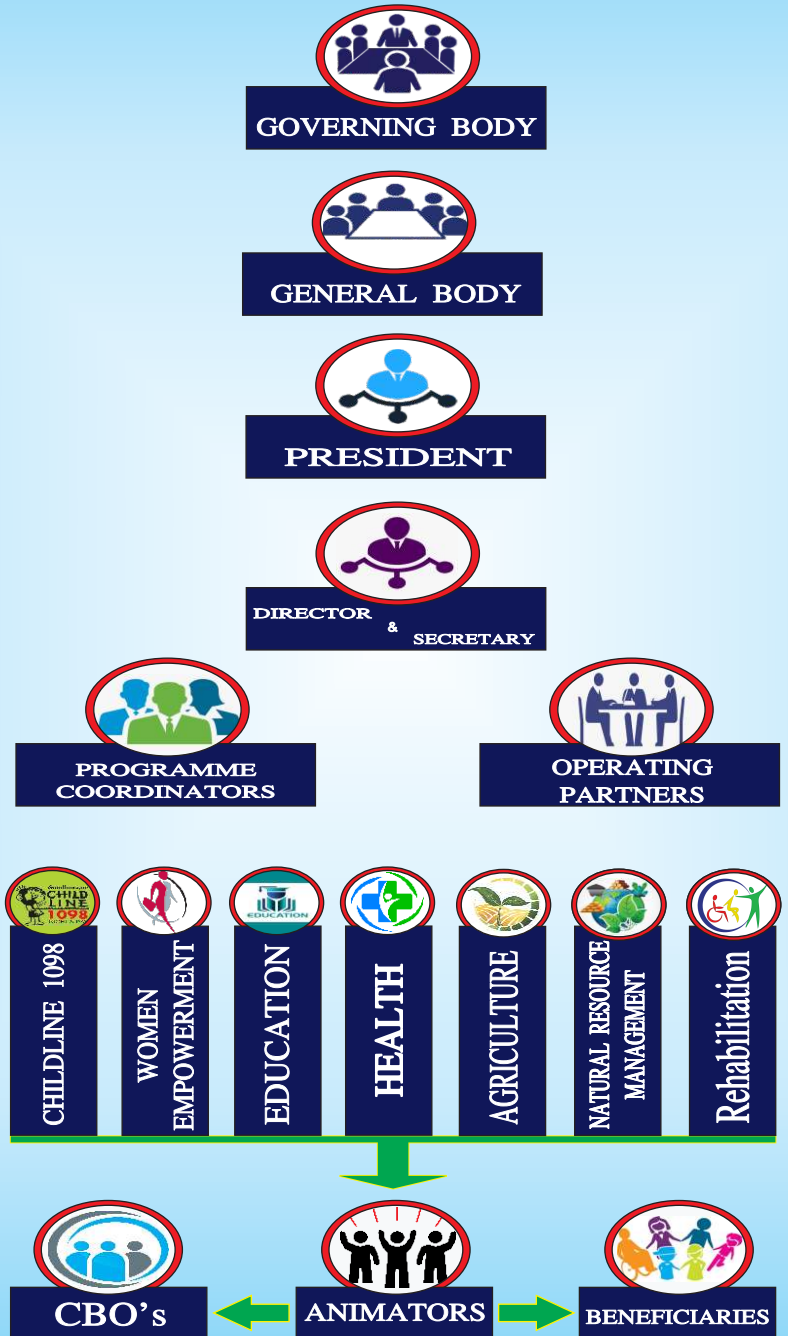 GOVERNING BODY
GENERAL BODY
PRESIDENT
DIRECTOR
&
SECRETARY
PROGRAMME
COORDINATORS
OPERATING
PARTNERS
CHILD
LINE
1098
EDUCATION
CHILDLINE 1098
WOMEN
EMPOWERMENT
EDUCATION
HEALTH
AGRICULTURE
NATURAL RESOURCE
MANAGEMENT
Rehabilitation
CBO's
ANIMATORS
BENEFICIARIES